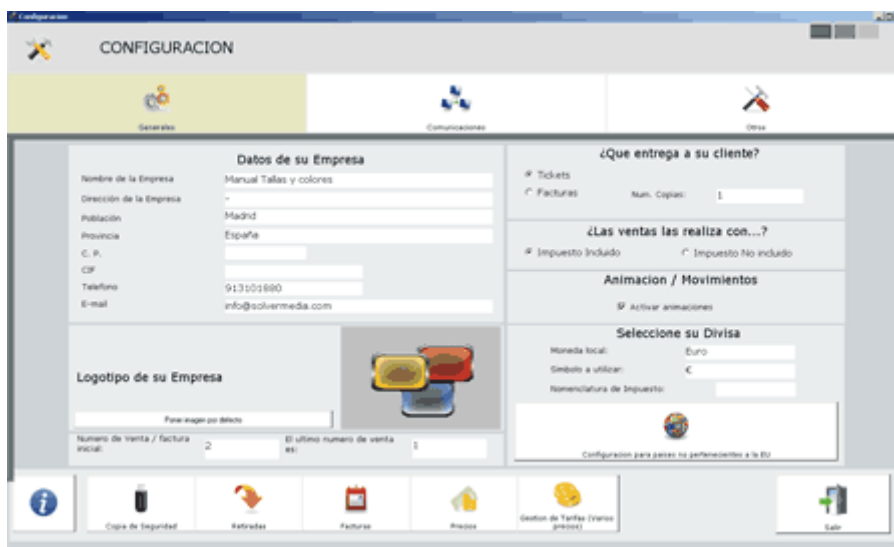 Configuracion
CONFIGURACION
Generales
Comunicaciones
Otros
Datos de su Empresa
Nombre de la Empresa
Manual Tallas y colores
Dirección de la Empresa
-
Población
Madrid
Provincia
España
C. P.
CIF
Telefono
913101880
E-mail
info@solvermedia.com
Logotipo de su Empresa
Poner imagen por defecto
Numero de Venta / factura
inicial:
2
El ultimo numero de venta
es:
1
¿Que entrega a su cliente?
Tickets
Facturas
Num. Copias:
1
¿Las ventas las realiza con...?
Impuesto Incluido
Impuesto No incluido
Animacion / Movimientos
Activar animaciones
Seleccione su Divisa
Moneda local:
Euro
Simbolo a utilizar:
€
Nomenclatura de Impuesto:
Configuracion para paises no pertenecientes a la EU
Copia de Seguridad
Retiradas
Facturas
Precios
Gestion de Tarifas (Varios
precios)
Salir